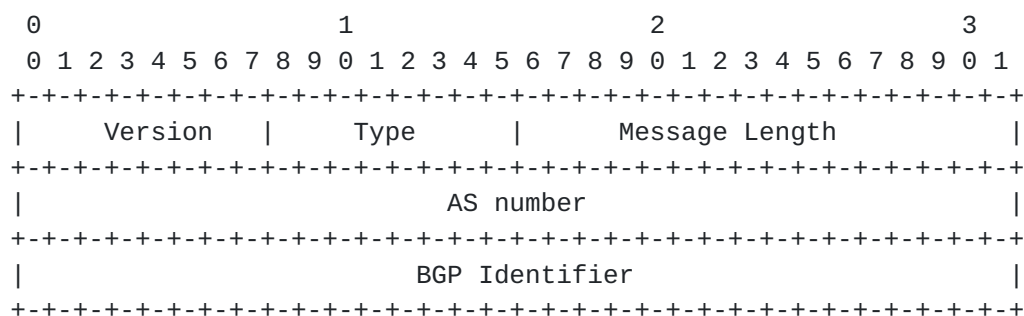 0                   1                   2                   3
 0 1 2 3 4 5 6 7 8 9 0 1 2 3 4 5 6 7 8 9 0 1 2 3 4 5 6 7 8 9 0 1
+-+-+-+-+-+-+-+-+-+-+-+-+-+-+-+-+-+-+-+-+-+-+-+-+-+-+-+-+-+-+-+-+
|     Version   |     Type      |      Message Length           |
+-+-+-+-+-+-+-+-+-+-+-+-+-+-+-+-+-+-+-+-+-+-+-+-+-+-+-+-+-+-+-+-+
|                           AS number                           |
+-+-+-+-+-+-+-+-+-+-+-+-+-+-+-+-+-+-+-+-+-+-+-+-+-+-+-+-+-+-+-+-+
|                         BGP Identifier                        |
+-+-+-+-+-+-+-+-+-+-+-+-+-+-+-+-+-+-+-+-+-+-+-+-+-+-+-+-+-+-+-+-+